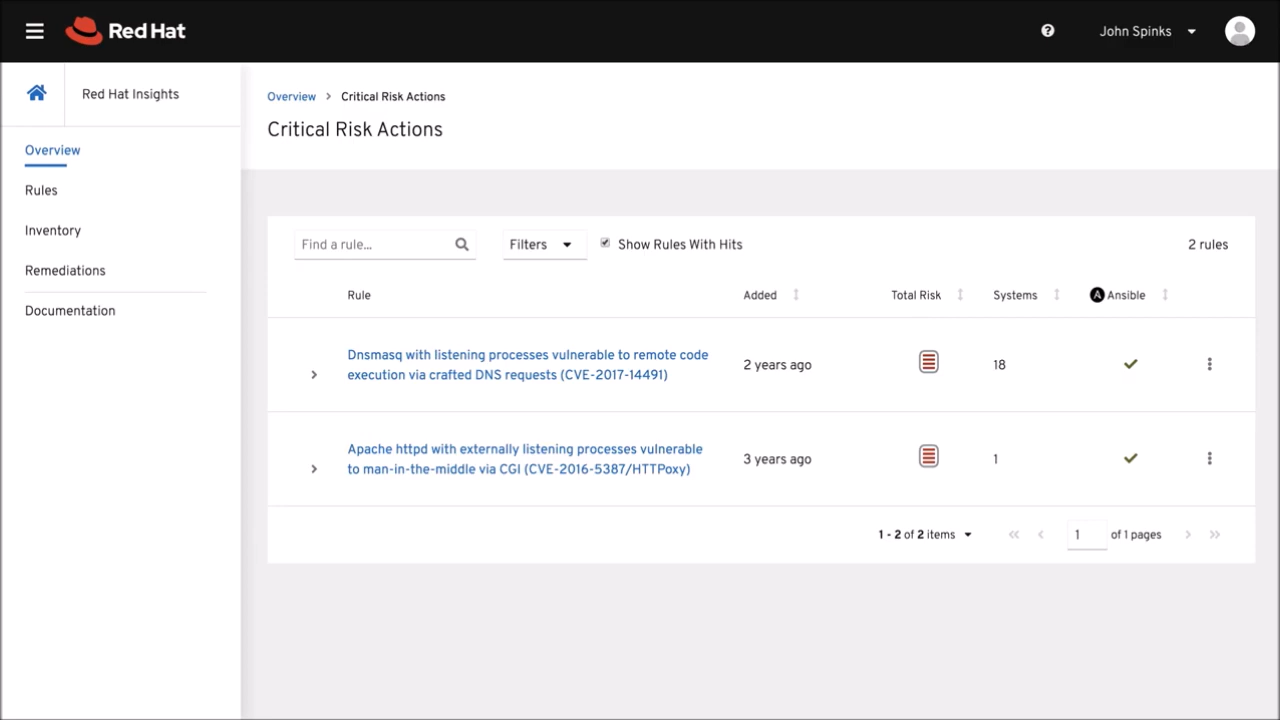 Red Hat
John Spinks
Red Hat Insights
Overview
Rules
Inventory
Remediations
Documentation
Overview > Critical Risk Actions
Critical Risk Actions
Find a rule...
Filters
Show Rules With Hits
2 rules
Rule Added Total Risk Systems A Ansible
Dnsmasq with listening processes vulnerable to remote code
execution via crafted DNS requests (CVE-2017-14491)
2 years ago
18
Apache httpd with externally listening processes vulnerable
to man-in-the-middle via CGI (CVE-2016-5387/HTTPoxy)
3 years ago
1
1 - 2 of 2 items
1 of 1 pages